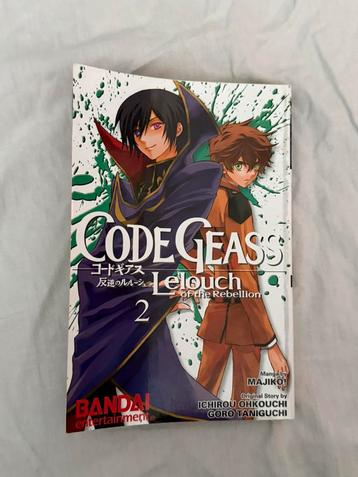 CODE GEASS
コードギアス
反逆のルルーシュ
Lelouch
of the Rebellion
2
Manga by
MAJIKO!
Original Story by
ICHIROU OHKOUCHI
GORO TANIGUCHI
BANDAI
entertainment